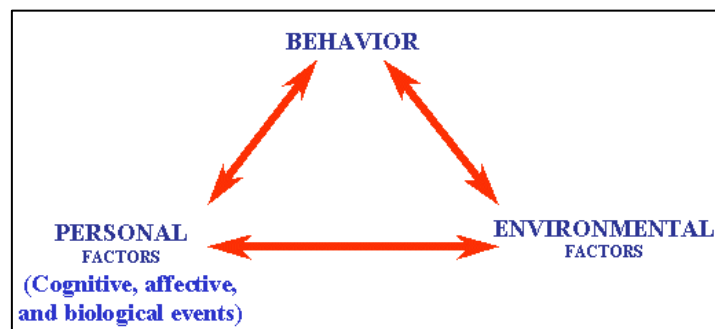 BEHAVIOR
PERSONAL
FACTORS
(Cognitive, affective,
and biological events)
ENVIRONMENTAL
FACTORS